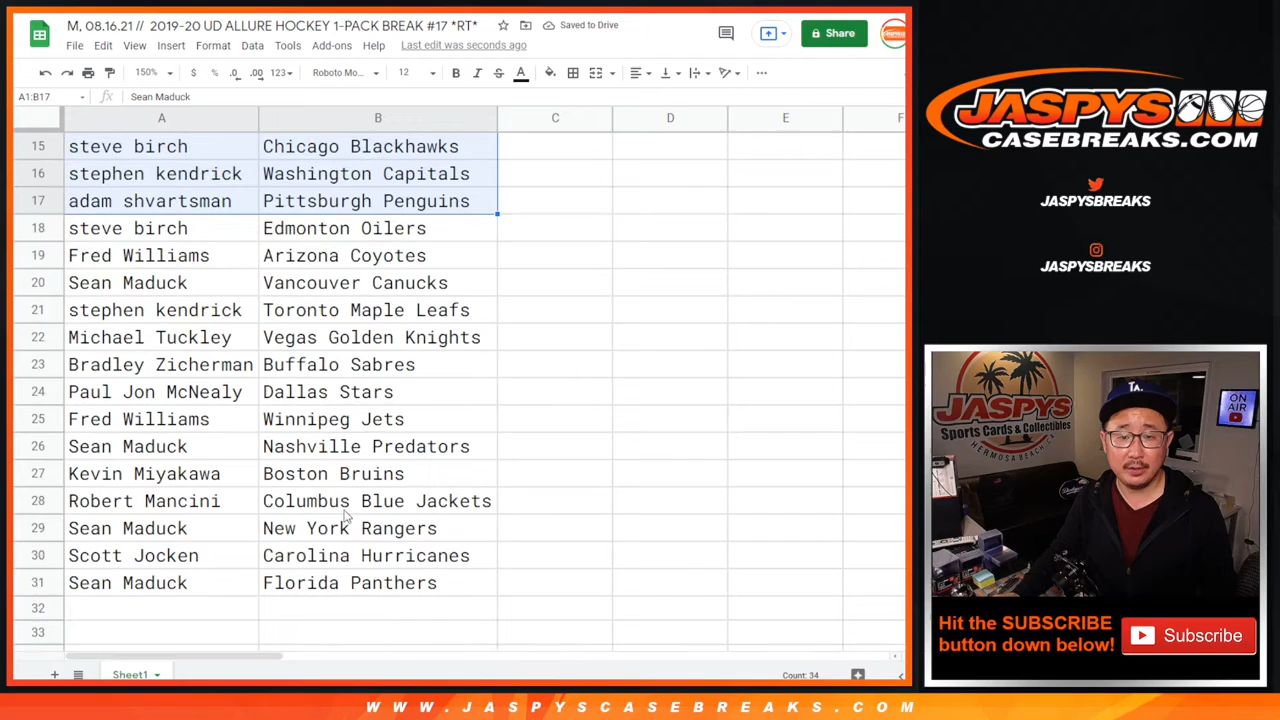 M, 08.16.21 // 2019-20 UD ALLURE HOCKEY 1-PACK BREAK #17 *RT*
Saved to Drive
File Edit View Insert Format Data Tools Add-ons Help Last edit was seconds ago
Share
150% $ % .0 .00 123 Roboto Mo... 12 B I S A
A1:B17 fx Sean Maduck
A B C D E F
15 steve birch Chicago Blackhawks
16 stephen kendrick Washington Capitals
17 adam shvartsman Pittsburgh Penguins
18 steve birch Edmonton Oilers
19 Fred Williams Arizona Coyotes
20 Sean Maduck Vancouver Canucks
21 stephen kendrick Toronto Maple Leafs
22 Michael Tuckley Vegas Golden Knights
23 Bradley Zicherman Buffalo Sabres
24 Paul Jon McNealy Dallas Stars
25 Fred Williams Winnipeg Jets
26 Sean Maduck Nashville Predators
27 Kevin Miyakawa Boston Bruins
28 Robert Mancini Columbus Blue Jackets
29 Sean Maduck New York Rangers
30 Scott Jocken Carolina Hurricanes
31 Sean Maduck Florida Panthers
32
33
Sheet1
Count: 34
JASPYS
CASEBREAKS.COM
JASPYSBREAKS
JASPYSBREAKS
JASPYS
Sports Cards & Collectibles
HERMOSA BEACH, CA
ON
AIR
Hit the SUBSCRIBE
button down below!
Subscribe
WWW.JASPYSCASEBREAKS.COM